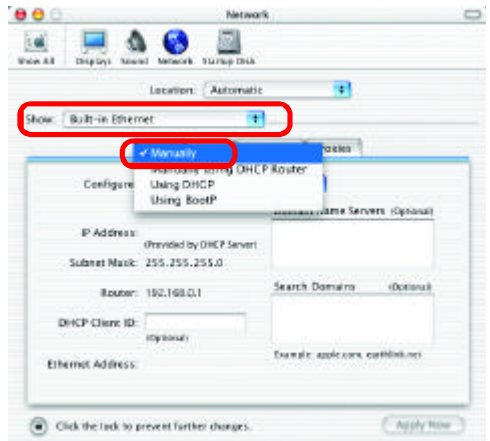 Network
Show All Displays Sound Network Startup Disk
Location: Automatic
Show: Built-in Ethernet
Proxies
✓ Manually
Manually using DHCP Router
Using DHCP
Using BootP
Configure
Domain Name Servers (Optional)
IP Address:
(Provided by DHCP Server)
Subnet Mask: 255.255.255.0
Router: 192.168.0.1
Search Domains (Optional)
DHCP Client ID:
(Optional)
Example: apple.com, earthlink.net
Ethernet Address:
Click the lock to prevent further changes.
Apply Now